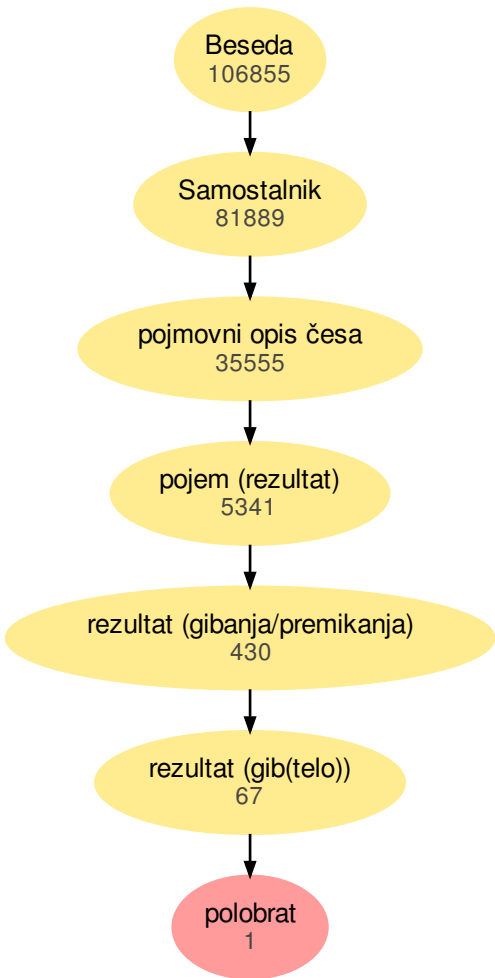 Beseda
106855
Samostalnik
81889
pojmovni opis česa
35555
pojem (rezultat)
5341
rezultat (gibanja/premikanja)
430
rezultat (gib(telo))
67
polobrat
1